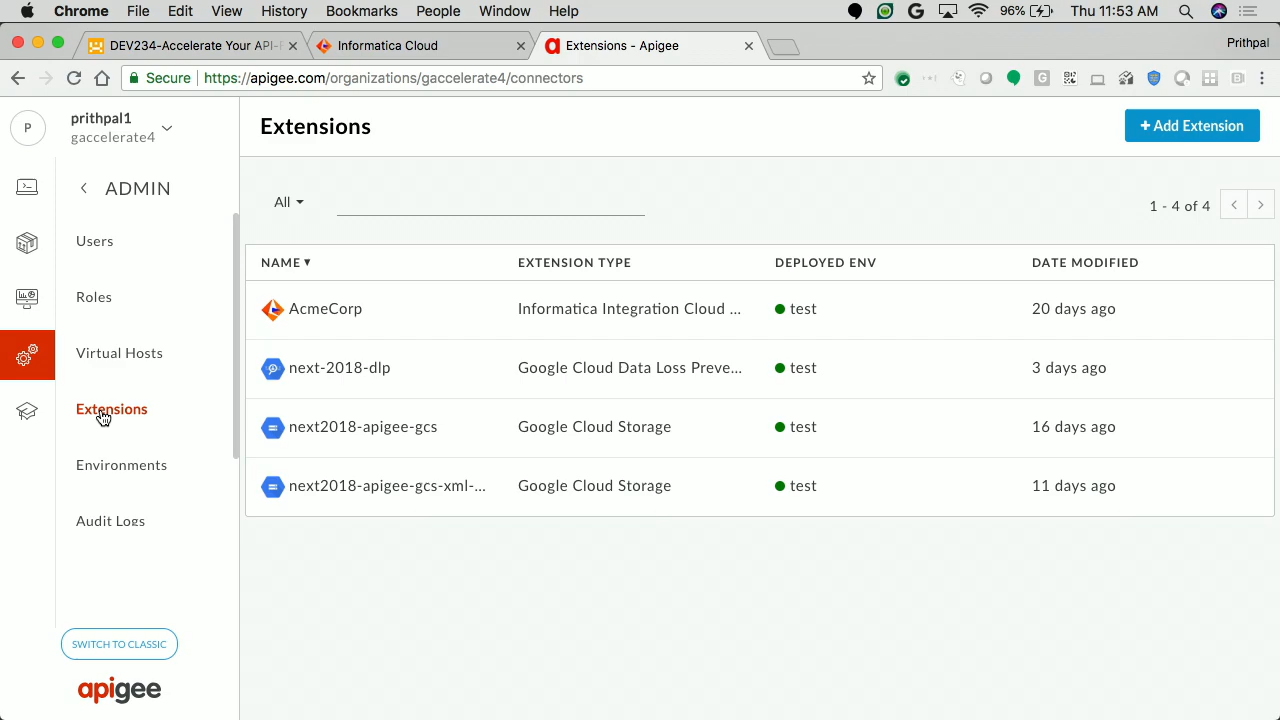 Chrome File Edit View History Bookmarks People Window Help 96% Thu 11:53 AM
DEV234-Accelerate Your API-F Informatica Cloud Extensions - Apigee Prithpal
Secure https://apigee.com/organizations/gaccelerate4/connectors
P prithpal1
gaccelerate4
Extensions
+ Add Extension
ADMIN
Users
Roles
Virtual Hosts
Extensions
Environments
Audit Logs
SWITCH TO CLASSIC
apigee
All
1 - 4 of 4
NAME EXTENSION TYPE DEPLOYED ENV DATE MODIFIED
AcmeCorp Informatica Integration Cloud ... test 20 days ago
next-2018-dlp Google Cloud Data Loss Preve... test 3 days ago
next2018-apigee-gcs Google Cloud Storage test 16 days ago
next2018-apigee-gcs-xml-... Google Cloud Storage test 11 days ago